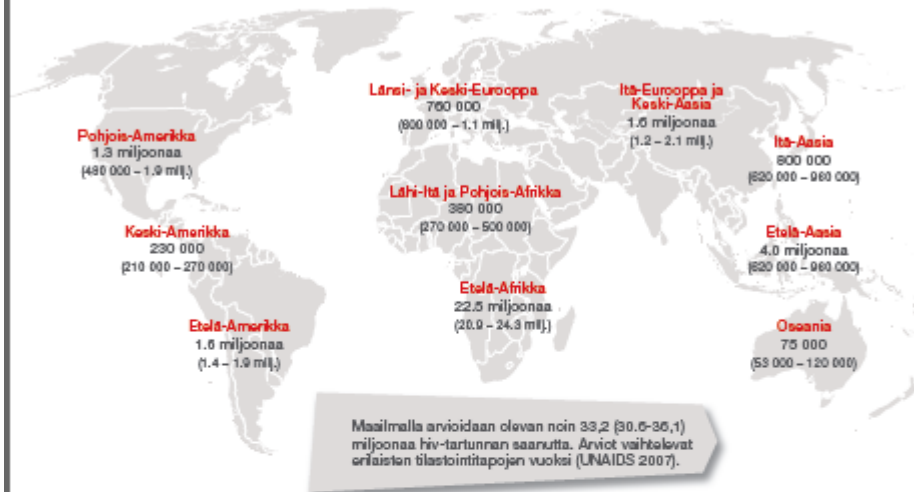 Länsi- ja Keski-Eurooppa
760 000
(600 000 – 1.1 milj.)
Itä-Eurooppa ja
Keski-Aasia
1.6 miljoonaa
(1.2 – 2.1 milj.)
Pohjois-Amerikka
1.3 miljoonaa
(480 000 – 1.9 milj.)
Itä-Aasia
800 000
(620 000 – 960 000)
Lähi-Itä ja Pohjois-Afrikka
380 000
(270 000 – 500 000)
Keski-Amerikka
230 000
(210 000 – 270 000)
Etelä-Aasia
4.0 miljoonaa
(620 000 – 960 000)
Etelä-Afrikka
22.5 miljoonaa
(20.9 – 24.3 milj.)
Etelä-Amerikka
1.6 miljoonaa
(1.4 – 1.9 milj.)
Oseania
75 000
(53 000 – 120 000)
Maailmalla arvioidaan olevan noin 33,2 (30.6-36,1)
miljoonaa hiv-tartunnan saanutta. Arviot vaihtelevat
erilaisten tilastointitapojen vuoksi (UNAIDS 2007).